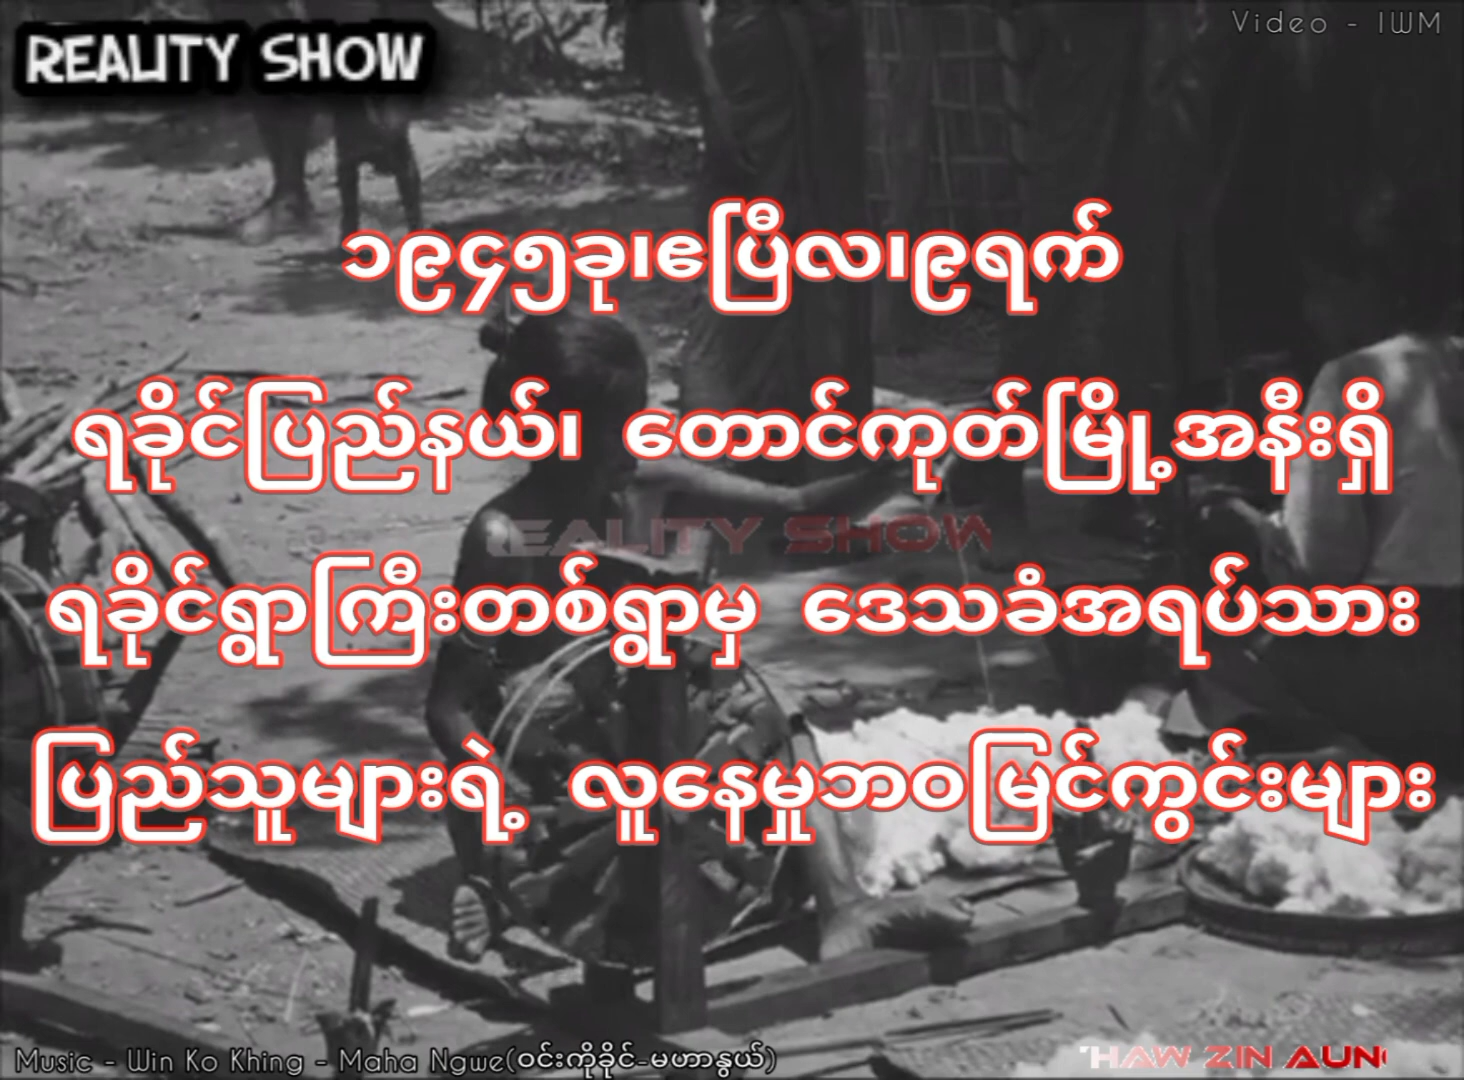 REALITY SHOW
Video - IWM
၁၉၄၅ခု၊ဧပြီလ၊၉ရက်
ရခိုင်ပြည်နယ်၊ တောင်ကုတ်မြို့အနီးရှိ
REALITY SHOW
ရခိုင်ရွာကြီးတစ်ရွာမှ ဒေသခံအရပ်သား
ပြည်သူများရဲ့ လူနေမှုဘဝမြင်ကွင်းများ
Music - Win Ko Khing - Maha Ngwe(ဝင်းကိုခိုင်-မဟာနွယ်)
THAW ZIN AUNG